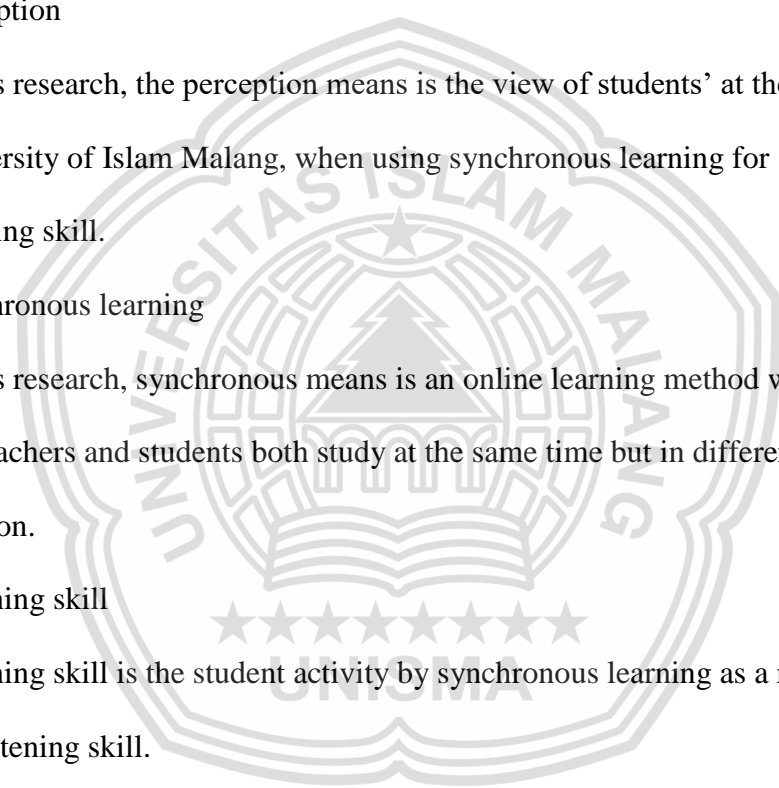 ption
s research, the perception means is the view of students’ at the
ersity of Islam Malang, when using synchronous learning for
ing skill.
hronous learning
s research, synchronous means is an online learning method w
achers and students both study at the same time but in differe
on.
ning skill
ning skill is the student activity by synchronous learning as a
tening skill.
UNIVERSITAS ISLAM MALANG
UNISMA